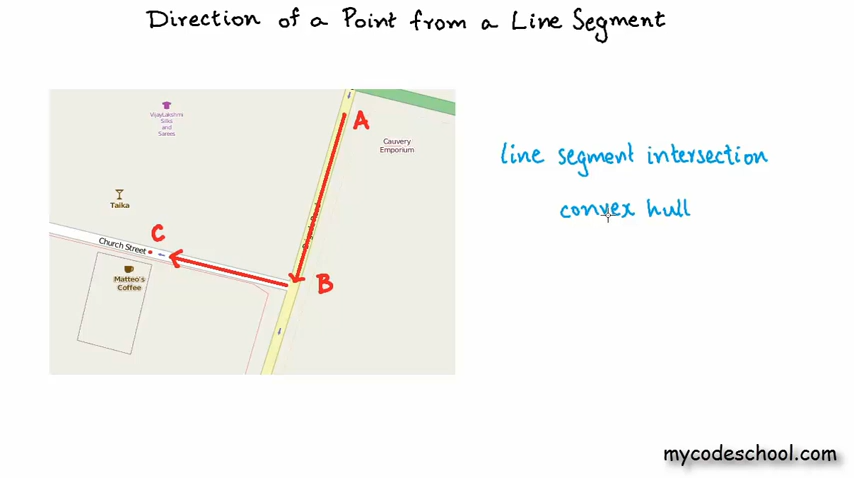 Direction of a Point from a Line Segment
VijayLakshmi
Silks
and
Sarees
A
Cauvery
Emporium
line segment intersection
Taika
convex hull
C
Church Street
Matteo's
Coffee
B
mycodeschool.com